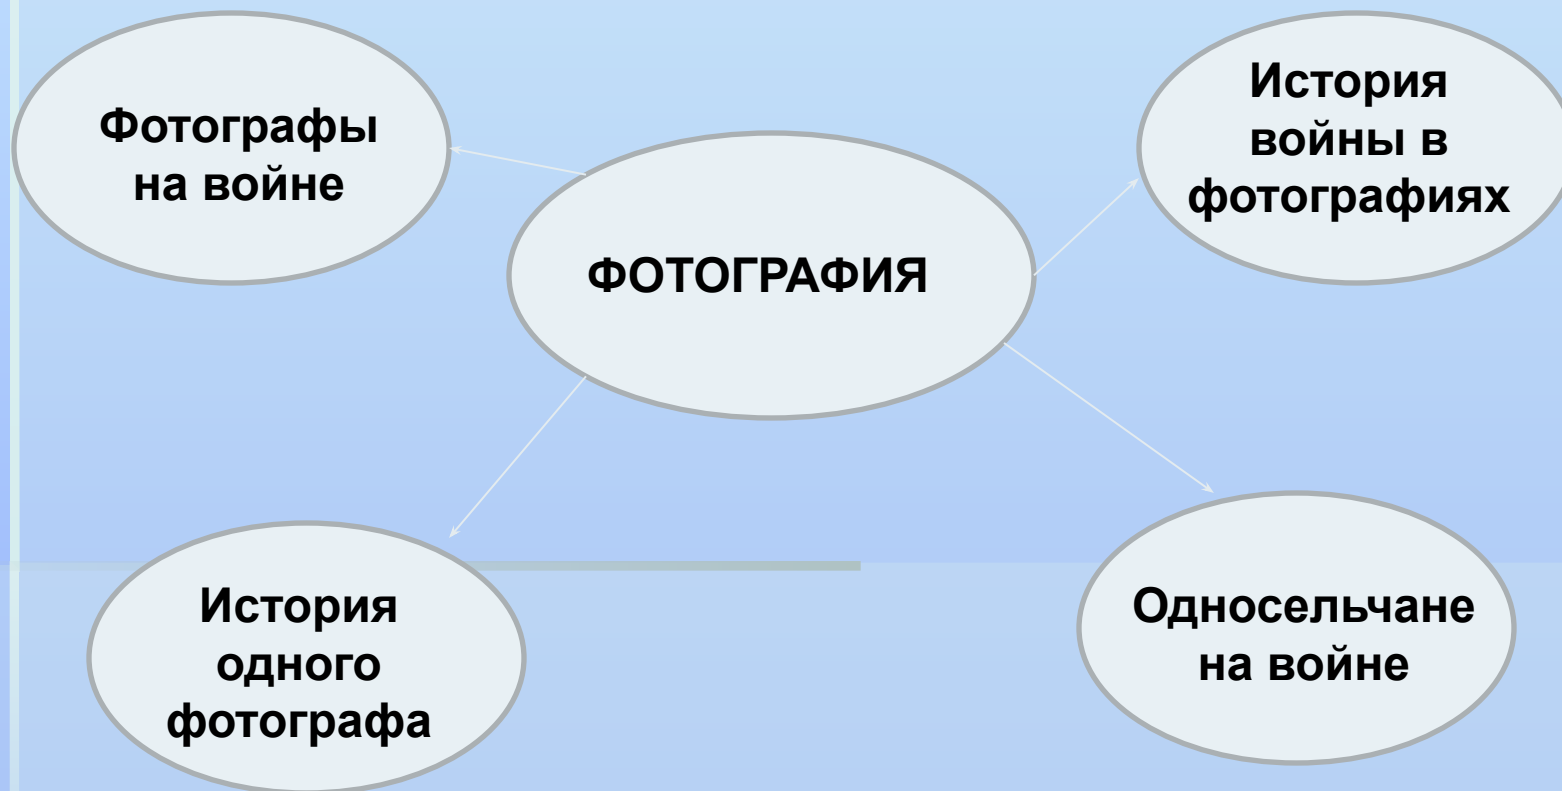 Фотографы
на войне
История
войны в
фотографиях
ФОТОГРАФИЯ
История
одного
фотографа
Односельчане
на войне